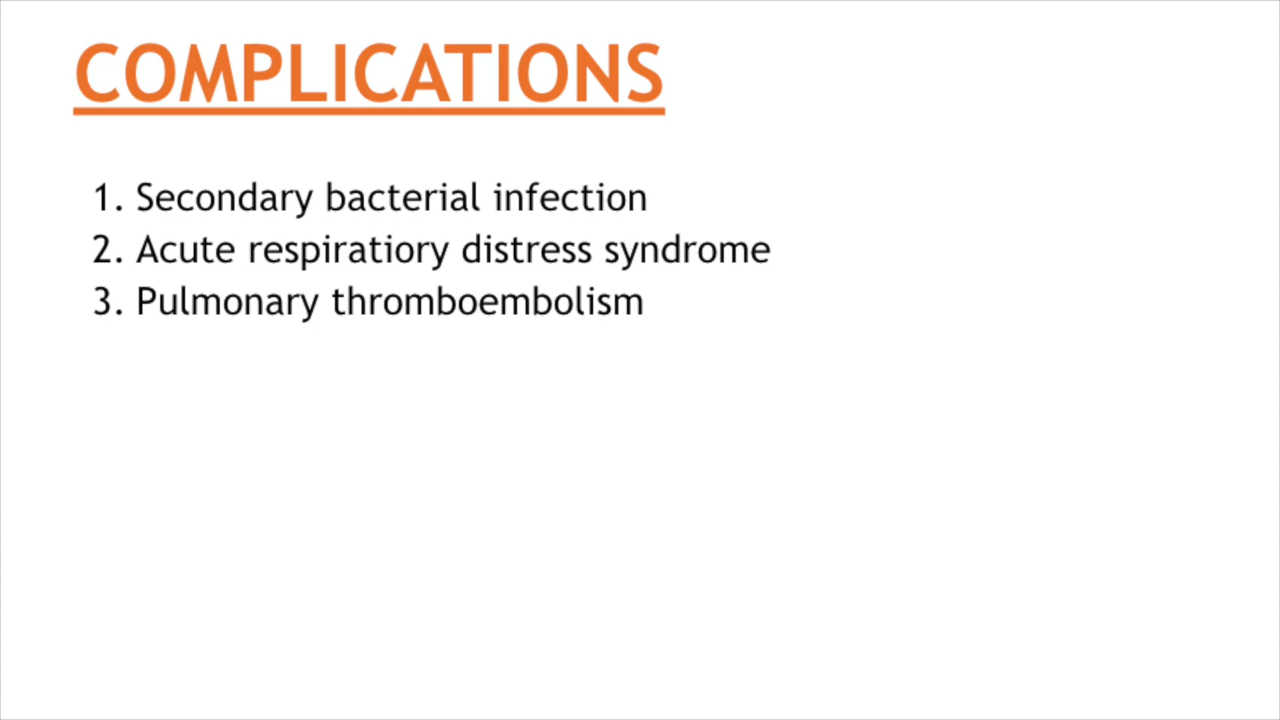 COMPLICATIONS
1. Secondary bacterial infection
2. Acute respiratiory distress syndrome
3. Pulmonary thromboembolism